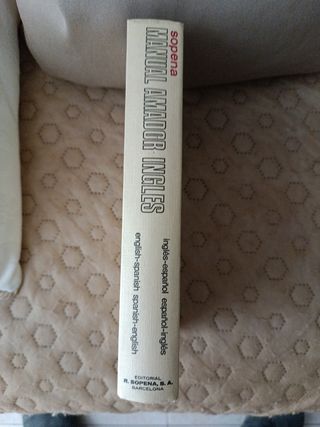 sopena
MANUAL AMADOR INGLES
inglés-español español-inglés
english-spanish spanish-english
EDITORIAL
R. SOPENA, S. A.
BARCELONA